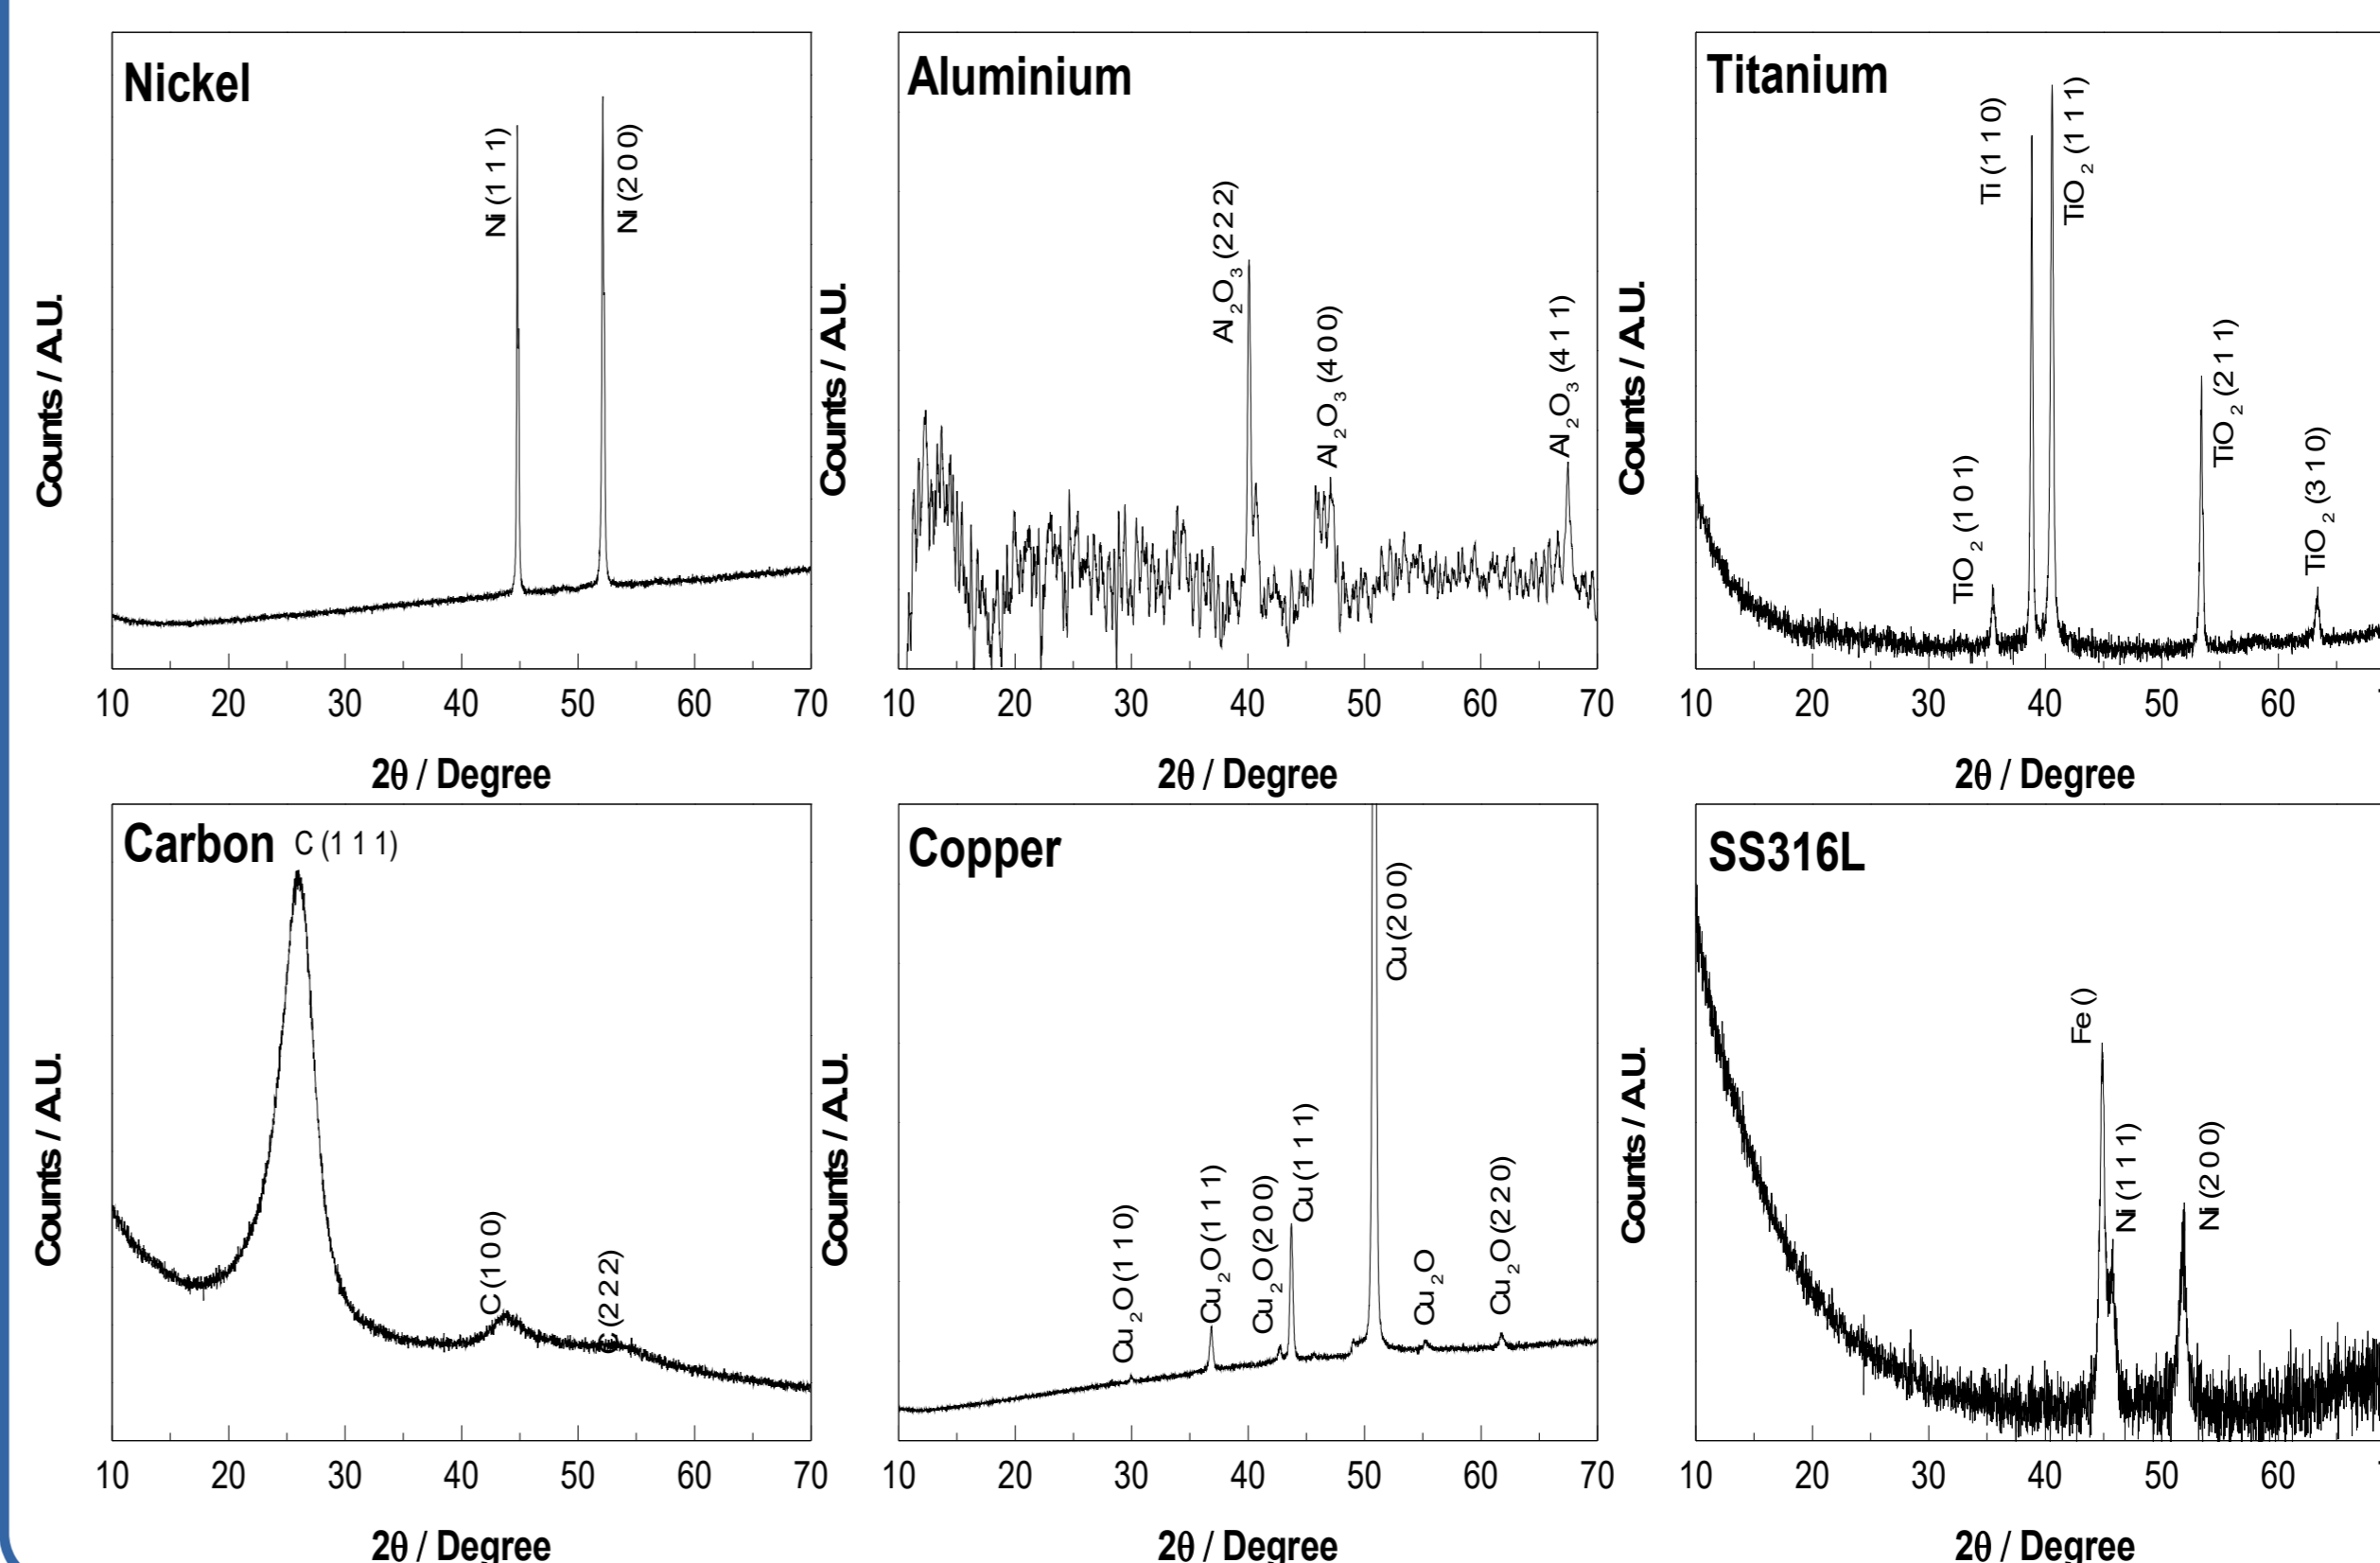 Nickel
Ni (1 1 1)
Ni (2 0 0)
Counts / A.U.
10 20 30 40 50 60 70
2θ / Degree
Aluminium
Al₂O₃ (2 2 2)
Al₂O₃ (4 0 0)
Al₂O₃ (4 1 1)
Counts / A.U.
10 20 30 40 50 60 70
2θ / Degree
Titanium
TiO₂ (1 0 1)
Ti (1 1 0)
TiO₂ (1 1 1)
TiO₂ (2 1 1)
TiO₂ (3 1 0)
Counts / A.U.
10 20 30 40 50 60
2θ / Degree
Carbon
C (1 1 1)
C (1 0 0)
C (2 2 2)
Counts / A.U.
10 20 30 40 50 60 70
2θ / Degree
Copper
Cu₂O (1 1 0)
Cu₂O (1 1 1)
Cu₂O (2 0 0)
Cu (1 1 1)
Cu (2 0 0)
Cu₂O
Cu₂O (2 2 0)
Counts / A.U.
10 20 30 40 50 60 70
2θ / Degree
SS316L
Fe ()
Ni (1 1 1)
Ni (2 0 0)
Counts / A.U.
10 20 30 40 50 60
2θ / Degree